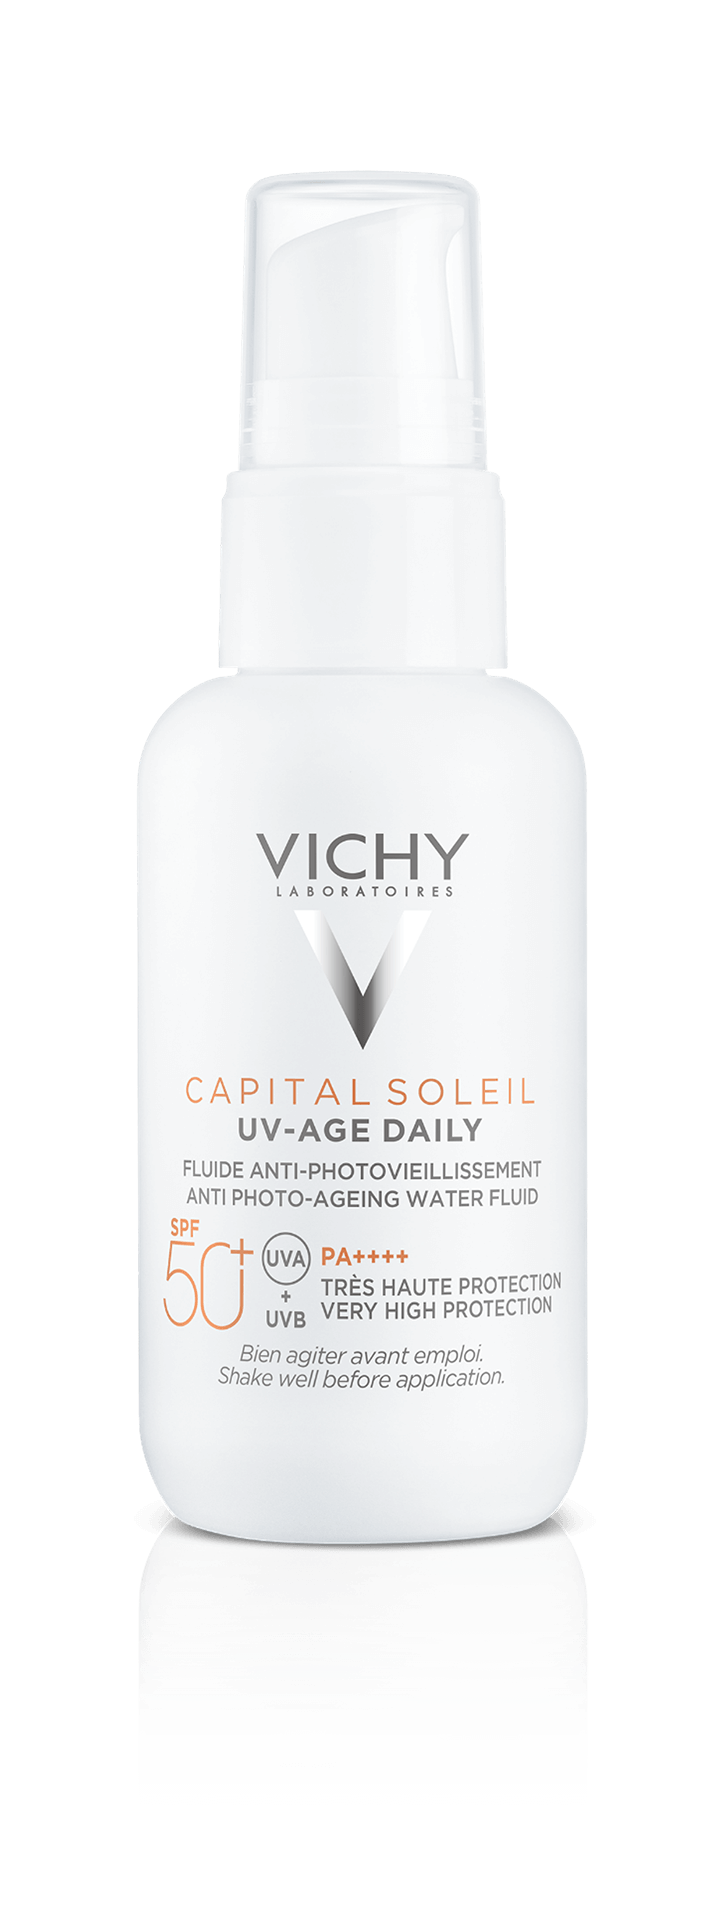 VICHY
LABORATOIRES
CAPITAL SOLEIL
UV-AGE DAILY
FLUIDE ANTI-PHOTOVIEILLISSEMENT
ANTI PHOTO-AGEING WATER FLUID
SPF
50+
UVA
+
UVB
PA++++
TRÈS HAUTE PROTECTION
VERY HIGH PROTECTION
Bien agiter avant emploi.
Shake well before application.